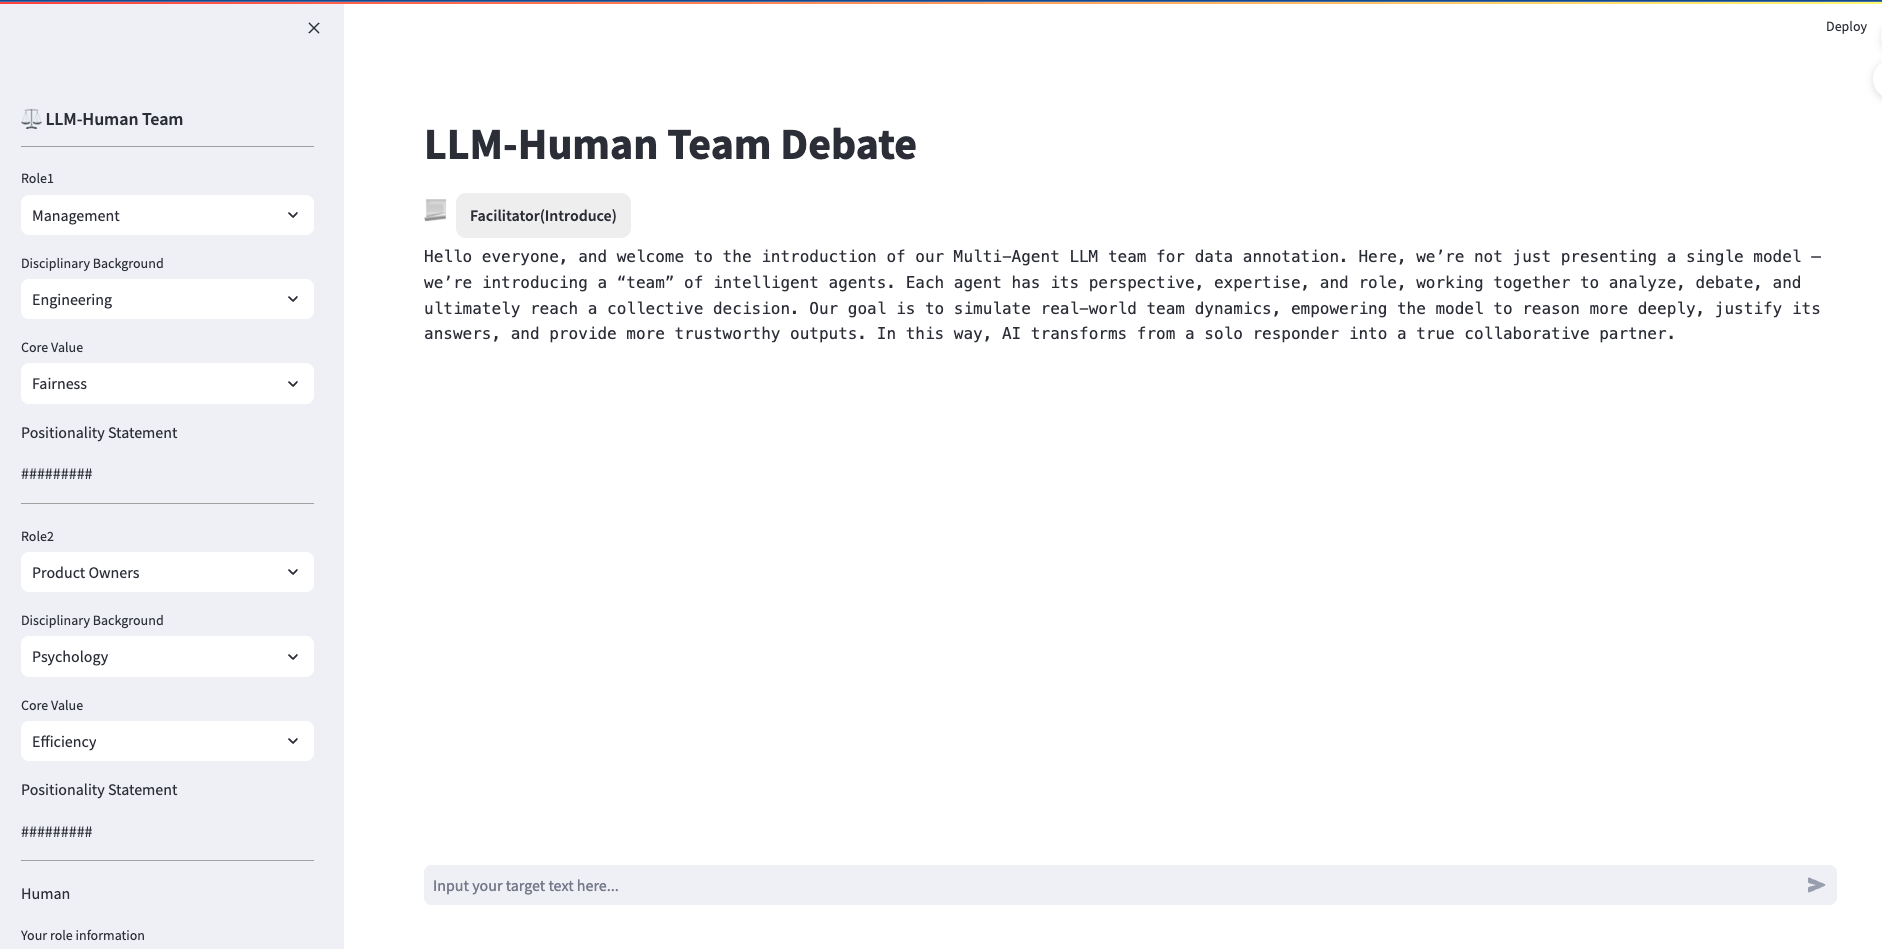 Deploy
⚖️ LLM-Human Team
Role1
Management
Disciplinary Background
Engineering
Core Value
Fairness
Positionality Statement
#########
Role2
Product Owners
Disciplinary Background
Psychology
Core Value
Efficiency
Positionality Statement
#########
Human
Your role information
LLM-Human Team Debate
Facilitator(Introduce)
Hello everyone, and welcome to the introduction of our Multi-Agent LLM team for data annotation. Here, we’re not just presenting a single model —
we’re introducing a “team” of intelligent agents. Each agent has its perspective, expertise, and role, working together to analyze, debate, and
ultimately reach a collective decision. Our goal is to simulate real-world team dynamics, empowering the model to reason more deeply, justify its
answers, and provide more trustworthy outputs. In this way, AI transforms from a solo responder into a true collaborative partner.
Input your target text here...